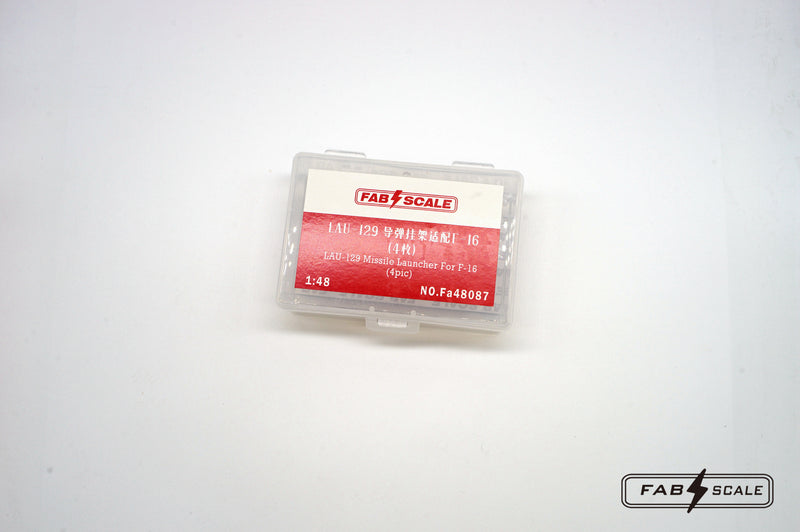 FAB SCALE
LAU-129 导弹挂架适配F-16
(4枚)
LAU-129 Missile Launcher For F-16
(4pic)
1:48 NO.Fa48087
FAB SCALE